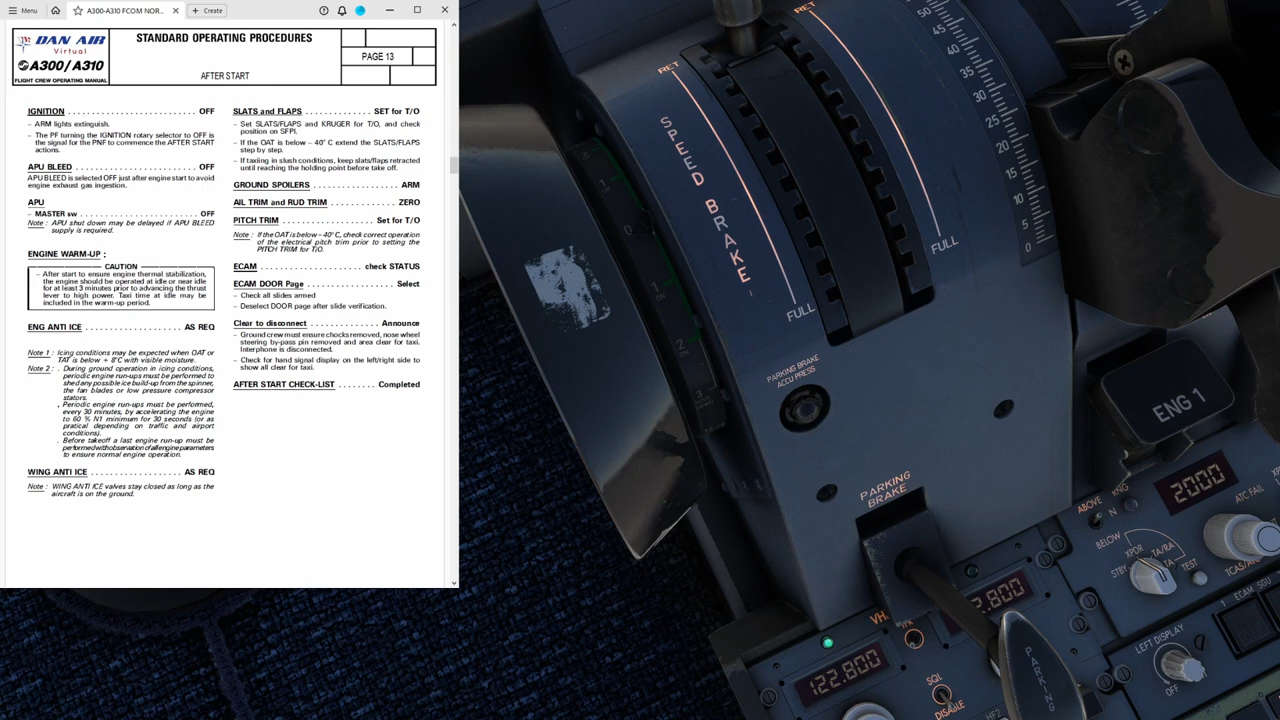 Menu
A300-A310 FCOM NOR...
Create
DAN AIR
Virtual
A300/A310
FLIGHT CREW OPERATING MANUAL
STANDARD OPERATING PROCEDURES
AFTER START
PAGE 13
IGNITION . . . . . . . . . . . . . . . . . . . . . . . . . . OFF
– ARM lights extinguish.
– The PF turning the IGNITION rotary selector to OFF is
the signal for the PNF to commence the AFTER START
actions.
APU BLEED . . . . . . . . . . . . . . . . . . . . . . . . OFF
APU BLEED is selected OFF just after engine start to avoid
engine exhaust gas ingestion.
APU
– MASTER sw . . . . . . . . . . . . . . . . . . . . . . OFF
Note : APU shut down may be delayed if APU BLEED
supply is required.
ENGINE WARM-UP :
CAUTION
– After start to ensure engine thermal stabilization,
the engine should be operated at idle or near idle
for at least 3 minutes prior to advancing the thrust
lever to high power. Taxi time at idle may be
included in the warm-up period.
ENG ANTI ICE . . . . . . . . . . . . . . . . . . AS REQ
Note 1 : Icing conditions may be expected when OAT or
TAT is below + 8°C with visible moisture.
Note 2 : . During ground operation in icing conditions,
periodic engine run-ups must be performed to
shed any possible ice build-up from the spinner,
the fan blades or low pressure compressor
stators.
. Periodic engine run-ups must be performed,
every 30 minutes, by accelerating the engine
to 60 % N1 minimum for 30 seconds (or as
pratical depending on traffic and airport
conditions).
. Before takeoff a last engine run-up must be
performed with observation of all engine parameters
to ensure normal engine operation.
WING ANTI ICE . . . . . . . . . . . . . . . . . AS REQ
Note : WING ANTI ICE valves stay closed as long as the
aircraft is on the ground.
SLATS and FLAPS . . . . . . . . . . . . . SET for T/O
– Set SLATS/FLAPS and KRUGER for T/O, and check
position on SFPI.
– If the OAT is below – 40° C extend the SLATS/FLAPS
step by step.
– If taxiing in slush conditions, keep slats/flaps retracted
until reaching the holding point before take off.
GROUND SPOILERS . . . . . . . . . . . . . . . . ARM
AIL TRIM and RUD TRIM . . . . . . . . . . . . . ZERO
PITCH TRIM . . . . . . . . . . . . . . . . . Set for T/O
Note : If the OAT is below – 40°C, check correct operation
of the electrical pitch trim prior to setting the
PITCH TRIM for T/O.
ECAM . . . . . . . . . . . . . . . . . . check STATUS
ECAM DOOR Page . . . . . . . . . . . . . . . . Select
– Check all slides armed
– Deselect DOOR page after slide verification.
Clear to disconnect . . . . . . . . . . . . . Announce
– Ground crew must ensure chocks removed, nose wheel
steering by-pass pin removed and area clear for taxi.
Interphone is disconnected.
– Check for hand signal display on the left/right side to
show all clear for taxi.
AFTER START CHECK-LIST . . . . . . . . Completed
RET
RET
SPEED BRAKE
FULL
FULL
50
45
40
35
30
25
20
15
10
5
0
0
1
2
3
PARKING BRAKE
ACCU PRESS
PARKING
BRAKE
PARKING
ENG 1
2000
ATC FAIL
ABOVE
N
BELOW
XPDR
TA/RA
STBY
TEST
LEFT DISPLAY
OFF
ECAM SGU
1
122.800
SQL
DISABLE
HF2